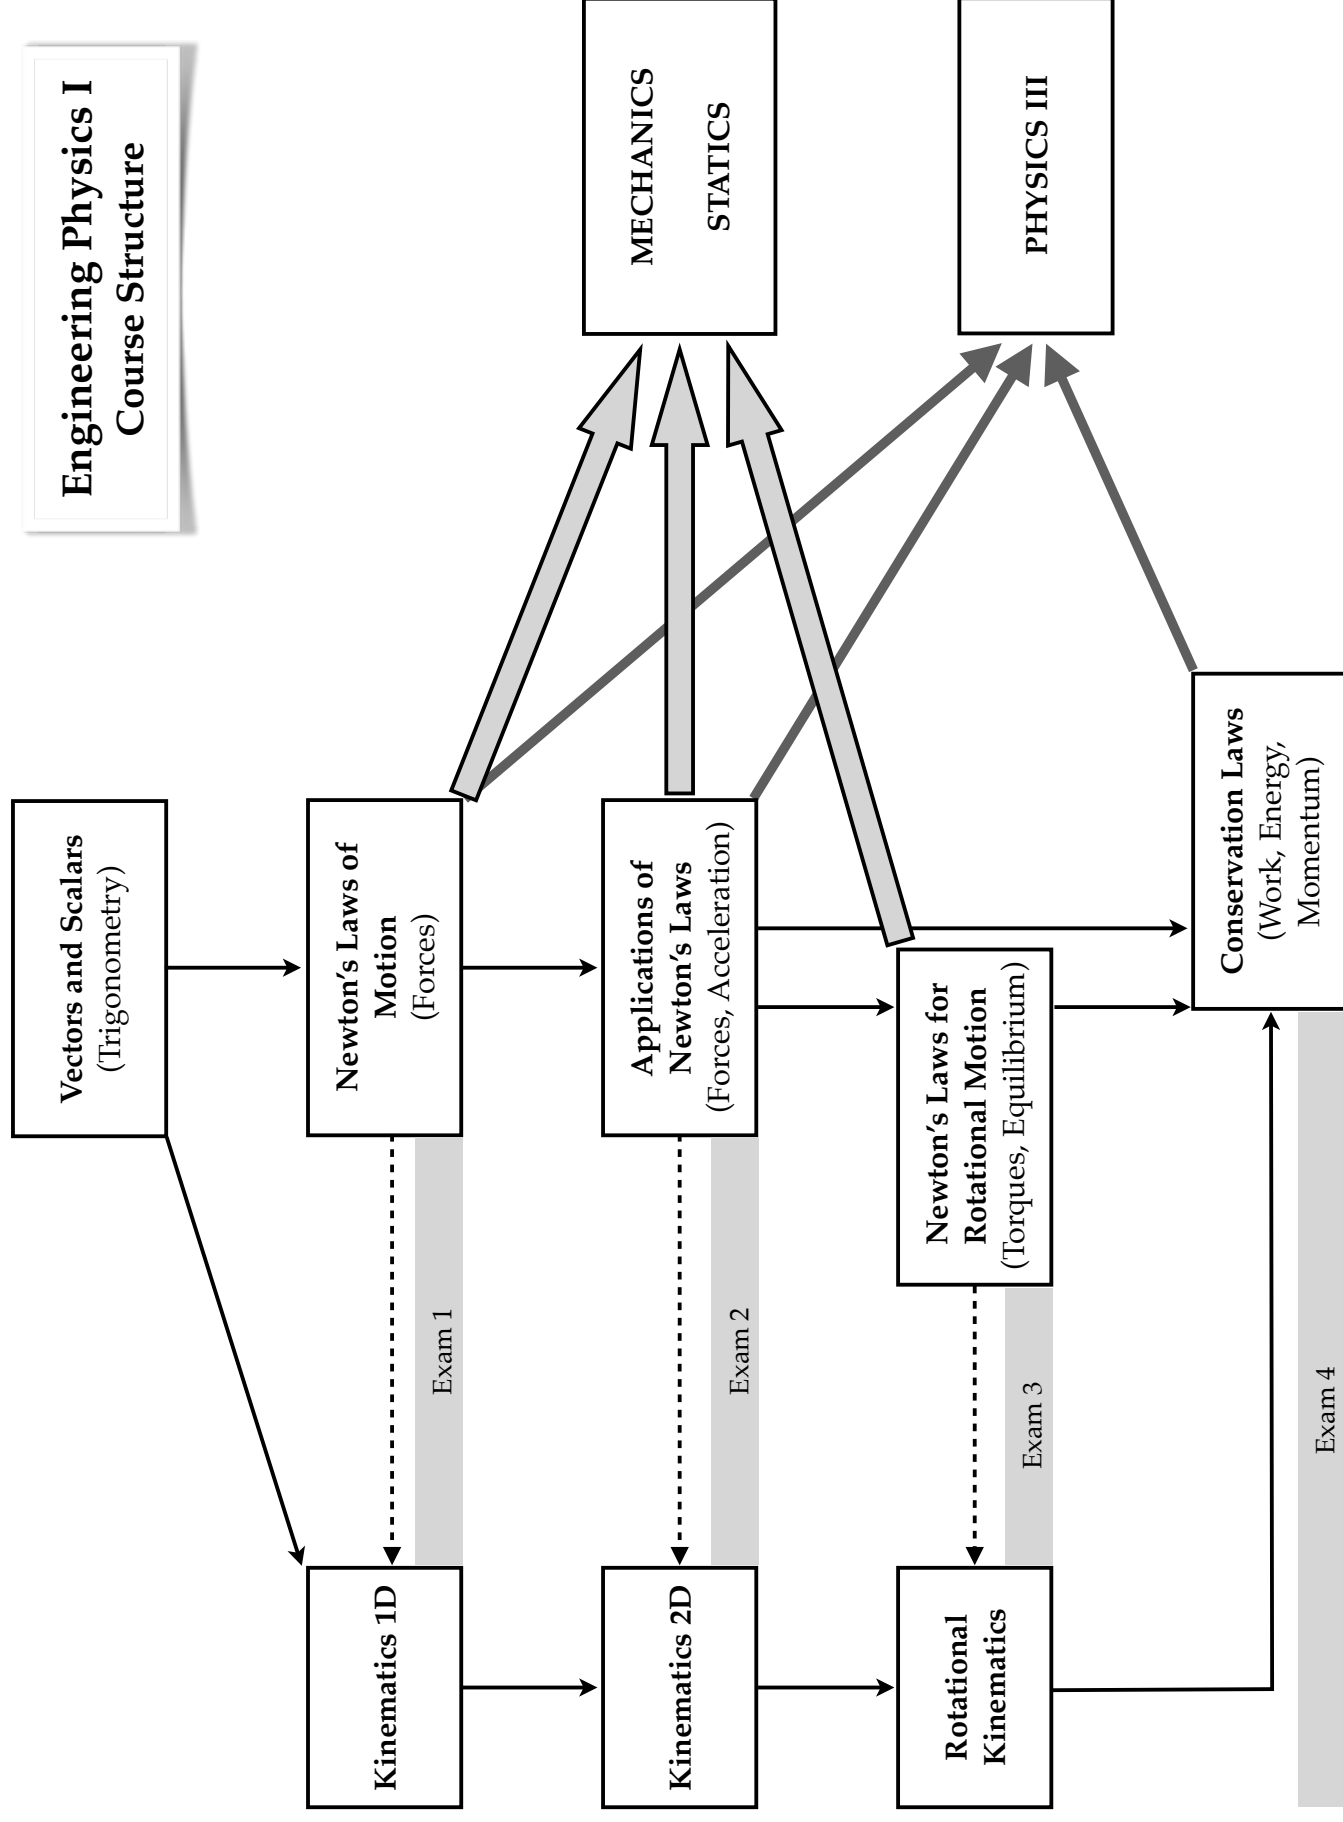 Engineering Physics I
Course Structure
Vectors and Scalars
(Trigonometry)
Kinematics 1D
Newton's Laws of
Motion
(Forces)
Exam 1
Kinematics 2D
Applications of
Newton's Laws
(Forces, Acceleration)
Exam 2
MECHANICS
STATICS
Rotational
Kinematics
Newton's Laws for
Rotational Motion
(Torques, Equilibrium)
Exam 3
PHYSICS III
Conservation Laws
(Work, Energy,
Momentum)
Exam 4